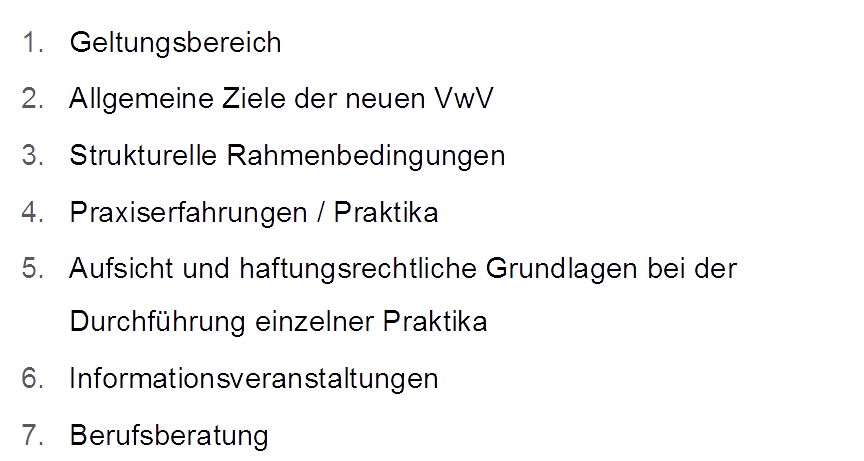 1. Geltungsbereich
2. Allgemeine Ziele der neuen VwV
3. Strukturelle Rahmenbedingungen
4. Praxiserfahrungen / Praktika
5. Aufsicht und haftungsrechtliche Grundlagen bei der
Durchführung einzelner Praktika
6. Informationsveranstaltungen
7. Berufsberatung